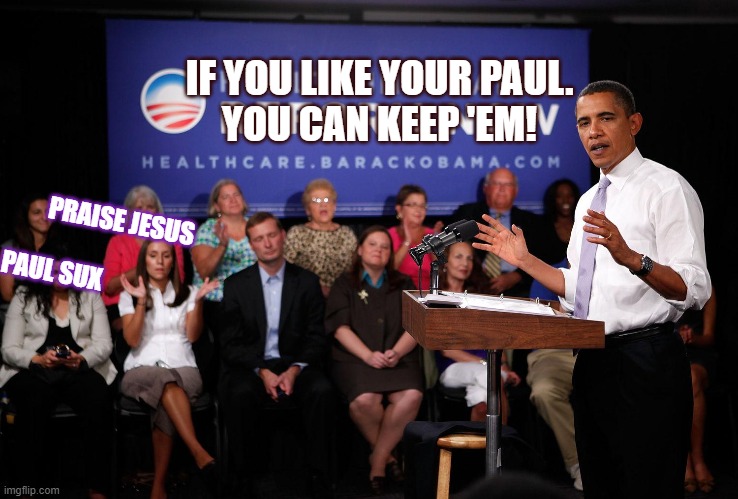 IF YOU LIKE YOUR PAUL.
YOU CAN KEEP 'EM!
HEALTHCARE.BARACKOBAMA.COM
PRAISE JESUS
PAUL SUX
imgflip.com